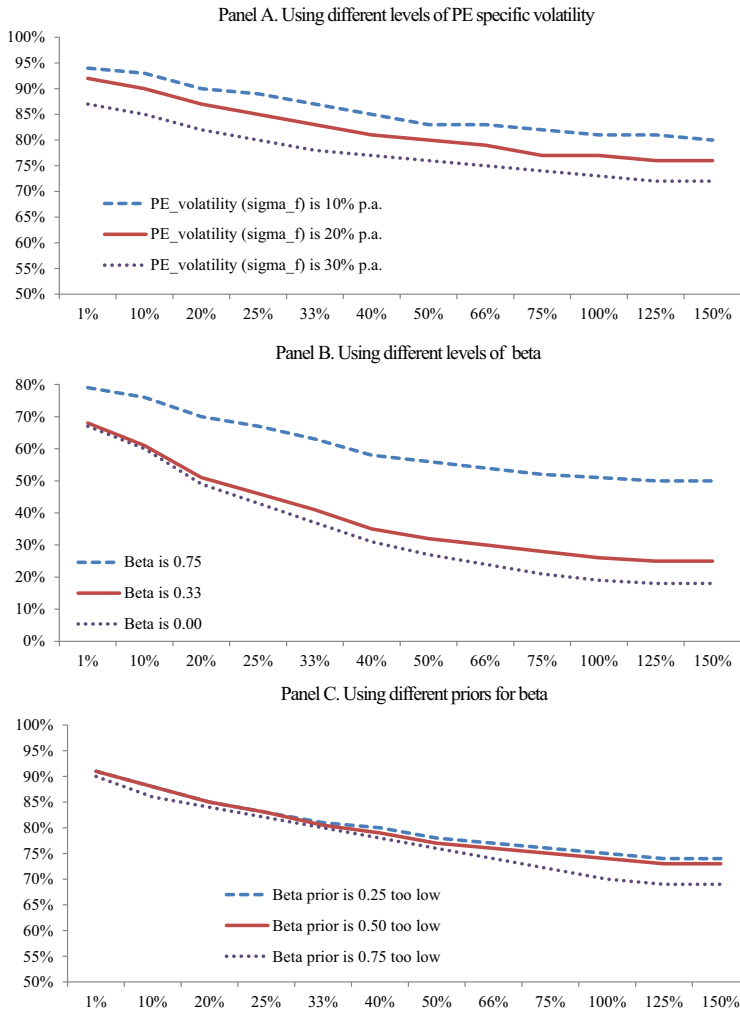 Panel A. Using different levels of PE specific volatility
100%
95%
90%
85%
80%
75%
70%
65%
60%
55%
50%
PE_volatility (sigma_f) is 10% p.a.
PE_volatility (sigma_f) is 20% p.a.
PE_volatility (sigma_f) is 30% p.a.
1% 10% 20% 25% 33% 40% 50% 66% 75% 100% 125% 150%
Panel B. Using different levels of beta
80%
70%
60%
50%
40%
30%
20%
10%
0%
Beta is 0.75
Beta is 0.33
Beta is 0.00
1% 10% 20% 25% 33% 40% 50% 66% 75% 100% 125% 150%
Panel C. Using different priors for beta
100%
95%
90%
85%
80%
75%
70%
65%
60%
55%
50%
Beta prior is 0.25 too low
Beta prior is 0.50 too low
Beta prior is 0.75 too low
1% 10% 20% 25% 33% 40% 50% 66% 75% 100% 125% 150%